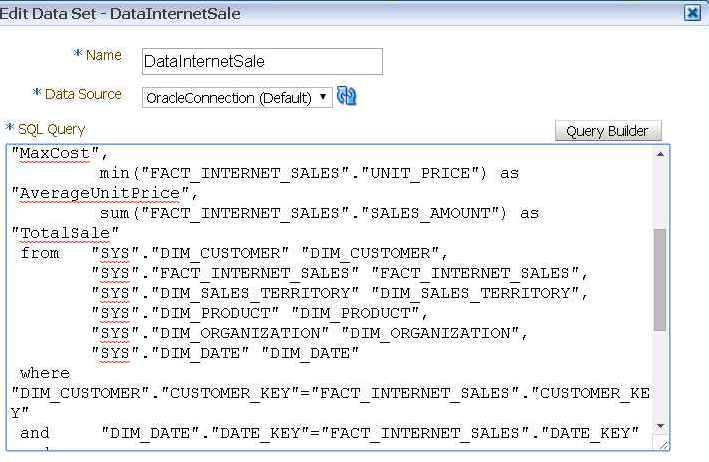 Edit Data Set - DataInternetSale
* Name DataInternetSale
* Data Source OracleConnection (Default)
* SQL Query Query Builder
"MaxCost",
min("FACT_INTERNET_SALES"."UNIT_PRICE") as
"AverageUnitPrice",
sum("FACT_INTERNET_SALES"."SALES_AMOUNT") as
"TotalSale"
from "SYS"."DIM_CUSTOMER" "DIM_CUSTOMER",
"SYS"."FACT_INTERNET_SALES" "FACT_INTERNET_SALES",
"SYS"."DIM_SALES_TERRITORY" "DIM_SALES_TERRITORY",
"SYS"."DIM_PRODUCT" "DIM_PRODUCT",
"SYS"."DIM_ORGANIZATION" "DIM_ORGANIZATION",
"SYS"."DIM_DATE" "DIM_DATE"
where
"DIM_CUSTOMER"."CUSTOMER_KEY"="FACT_INTERNET_SALES"."CUSTOMER_KE
Y"
and "DIM_DATE"."DATE_KEY"="FACT_INTERNET_SALES"."DATE_KEY"